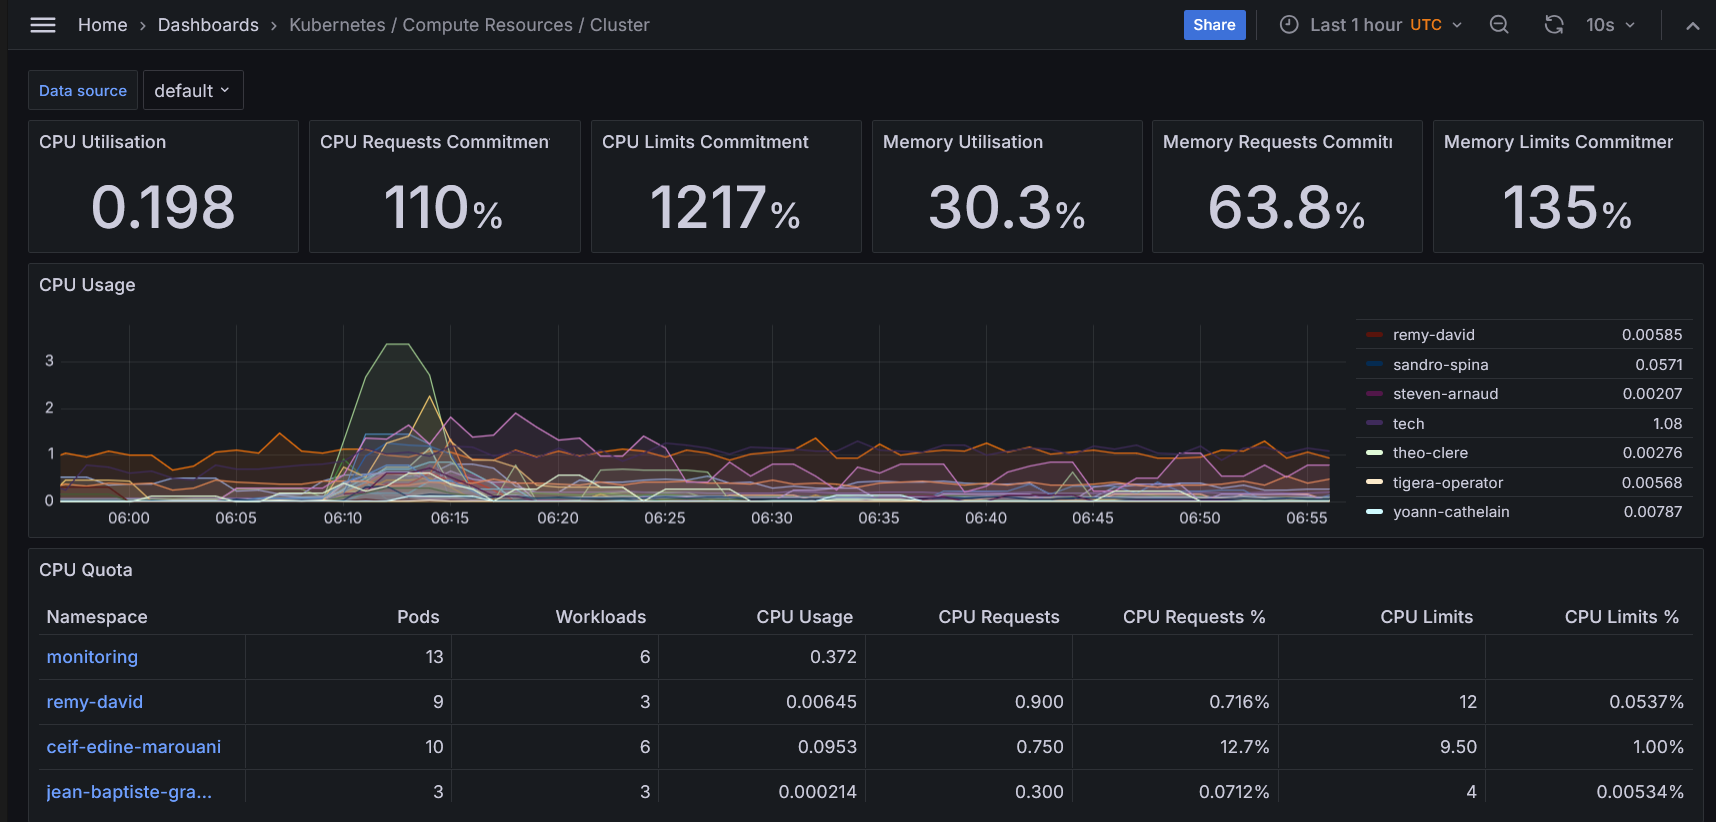 Home › Dashboards › Kubernetes / Compute Resources / Cluster Share Last 1 hour UTC 10s
Data source default
CPU Utilisation
0.198
CPU Requests Commitmen
110%
CPU Limits Commitment
1217%
Memory Utilisation
30.3%
Memory Requests Commit
63.8%
Memory Limits Commitmer
135%
CPU Usage
3
2
1
0
06:00 06:05 06:10 06:15 06:20 06:25 06:30 06:35 06:40 06:45 06:50 06:55
remy-david 0.00585
sandro-spina 0.0571
steven-arnaud 0.00207
tech 1.08
theo-clere 0.00276
tigera-operator 0.00568
yoann-cathelain 0.00787
CPU Quota
Namespace Pods Workloads CPU Usage CPU Requests CPU Requests % CPU Limits CPU Limits %
monitoring 13 6 0.372
remy-david 9 3 0.00645 0.900 0.716% 12 0.0537%
ceif-edine-marouani 10 6 0.0953 0.750 12.7% 9.50 1.00%
jean-baptiste-gra... 3 3 0.000214 0.300 0.0712% 4 0.00534%